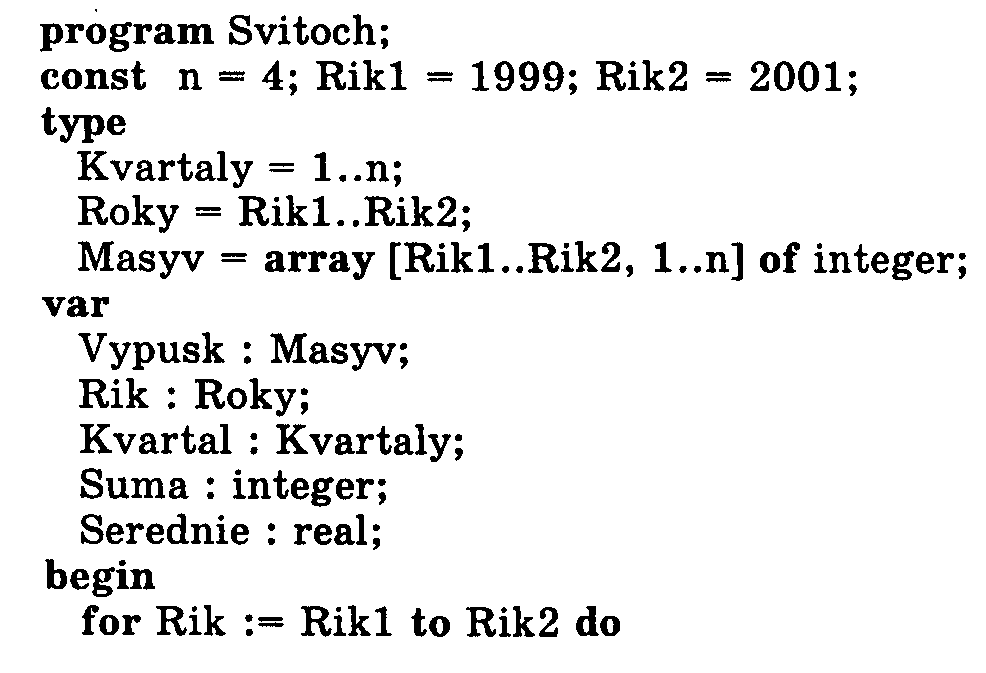 program Svitoch;
const n = 4; Rik1 = 1999; Rik2 = 2001;
type
Kvartaly = 1..n;
Roky = Rik1..Rik2;
Masyv = array [Rik1..Rik2, 1..n] of integer;
var
Vypusk : Masyv;
Rik : Roky;
Kvartal : Kvartaly;
Suma : integer;
Serednie : real;
begin
for Rik := Rik1 to Rik2 do